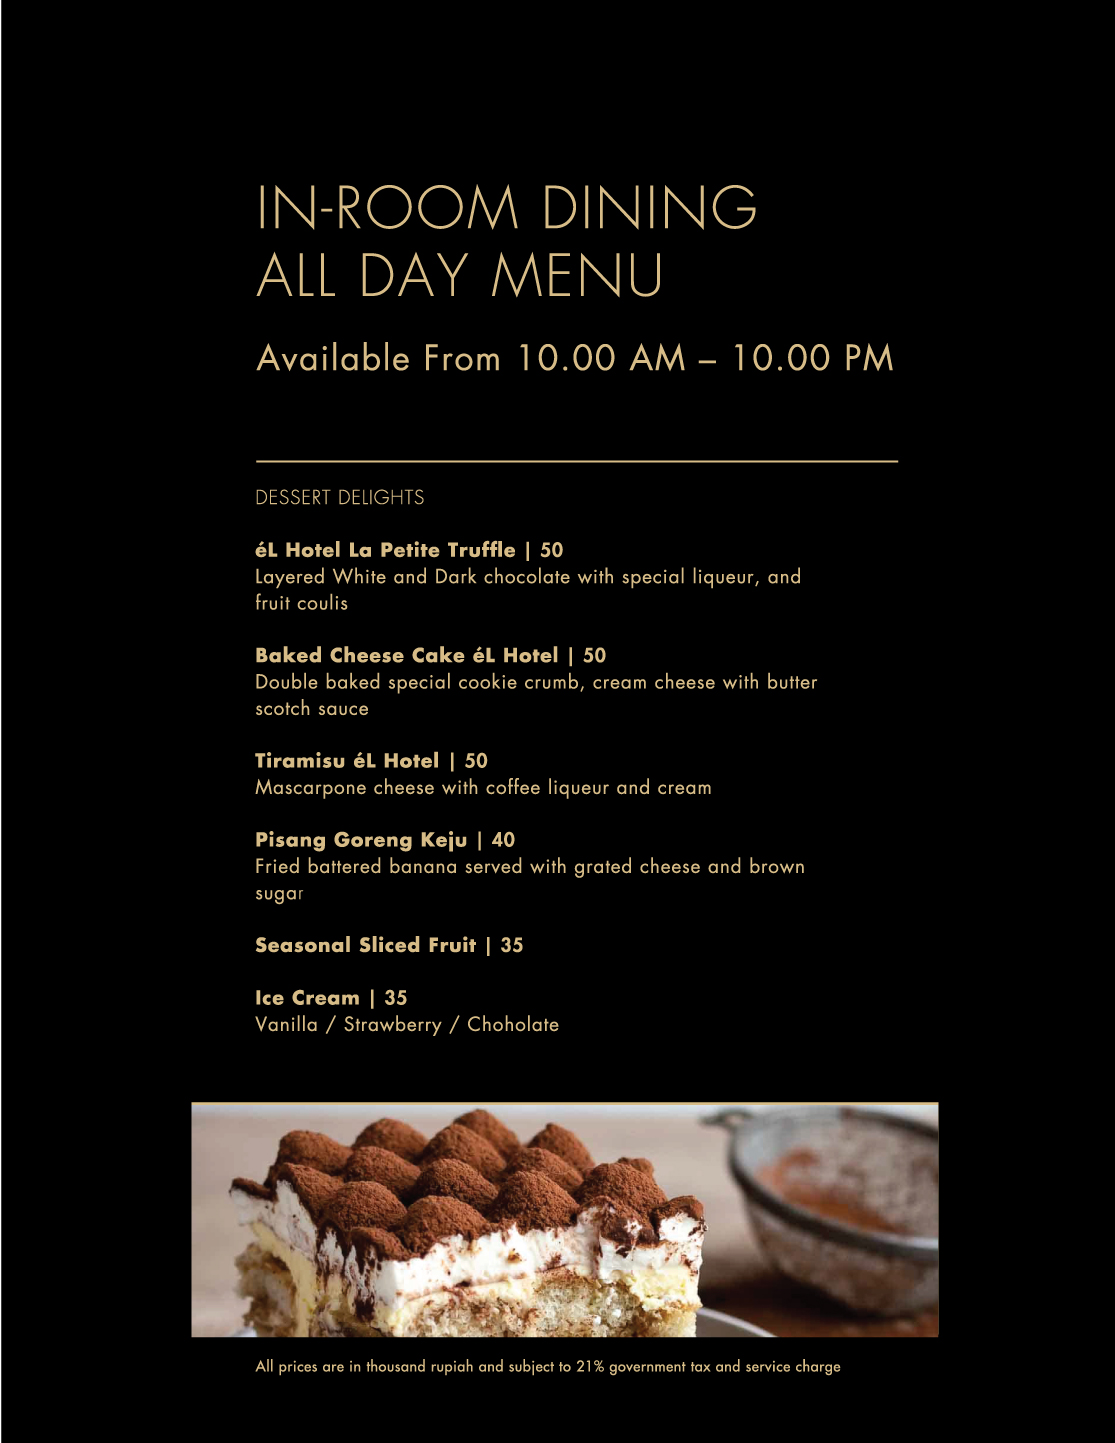 IN-ROOM DINING
ALL DAY MENU
Available From 10.00 AM – 10.00 PM
DESSERT DELIGHTS
éL Hotel La Petite Truffle | 50
Layered White and Dark chocolate with special liqueur, and
fruit coulis
Baked Cheese Cake éL Hotel | 50
Double baked special cookie crumb, cream cheese with butter
scotch sauce
Tiramisu éL Hotel | 50
Mascarpone cheese with coffee liqueur and cream
Pisang Goreng Keju | 40
Fried battered banana served with grated cheese and brown
sugar
Seasonal Sliced Fruit | 35
Ice Cream | 35
Vanilla / Strawberry / Choholate
All prices are in thousand rupiah and subject to 21% government tax and service charge